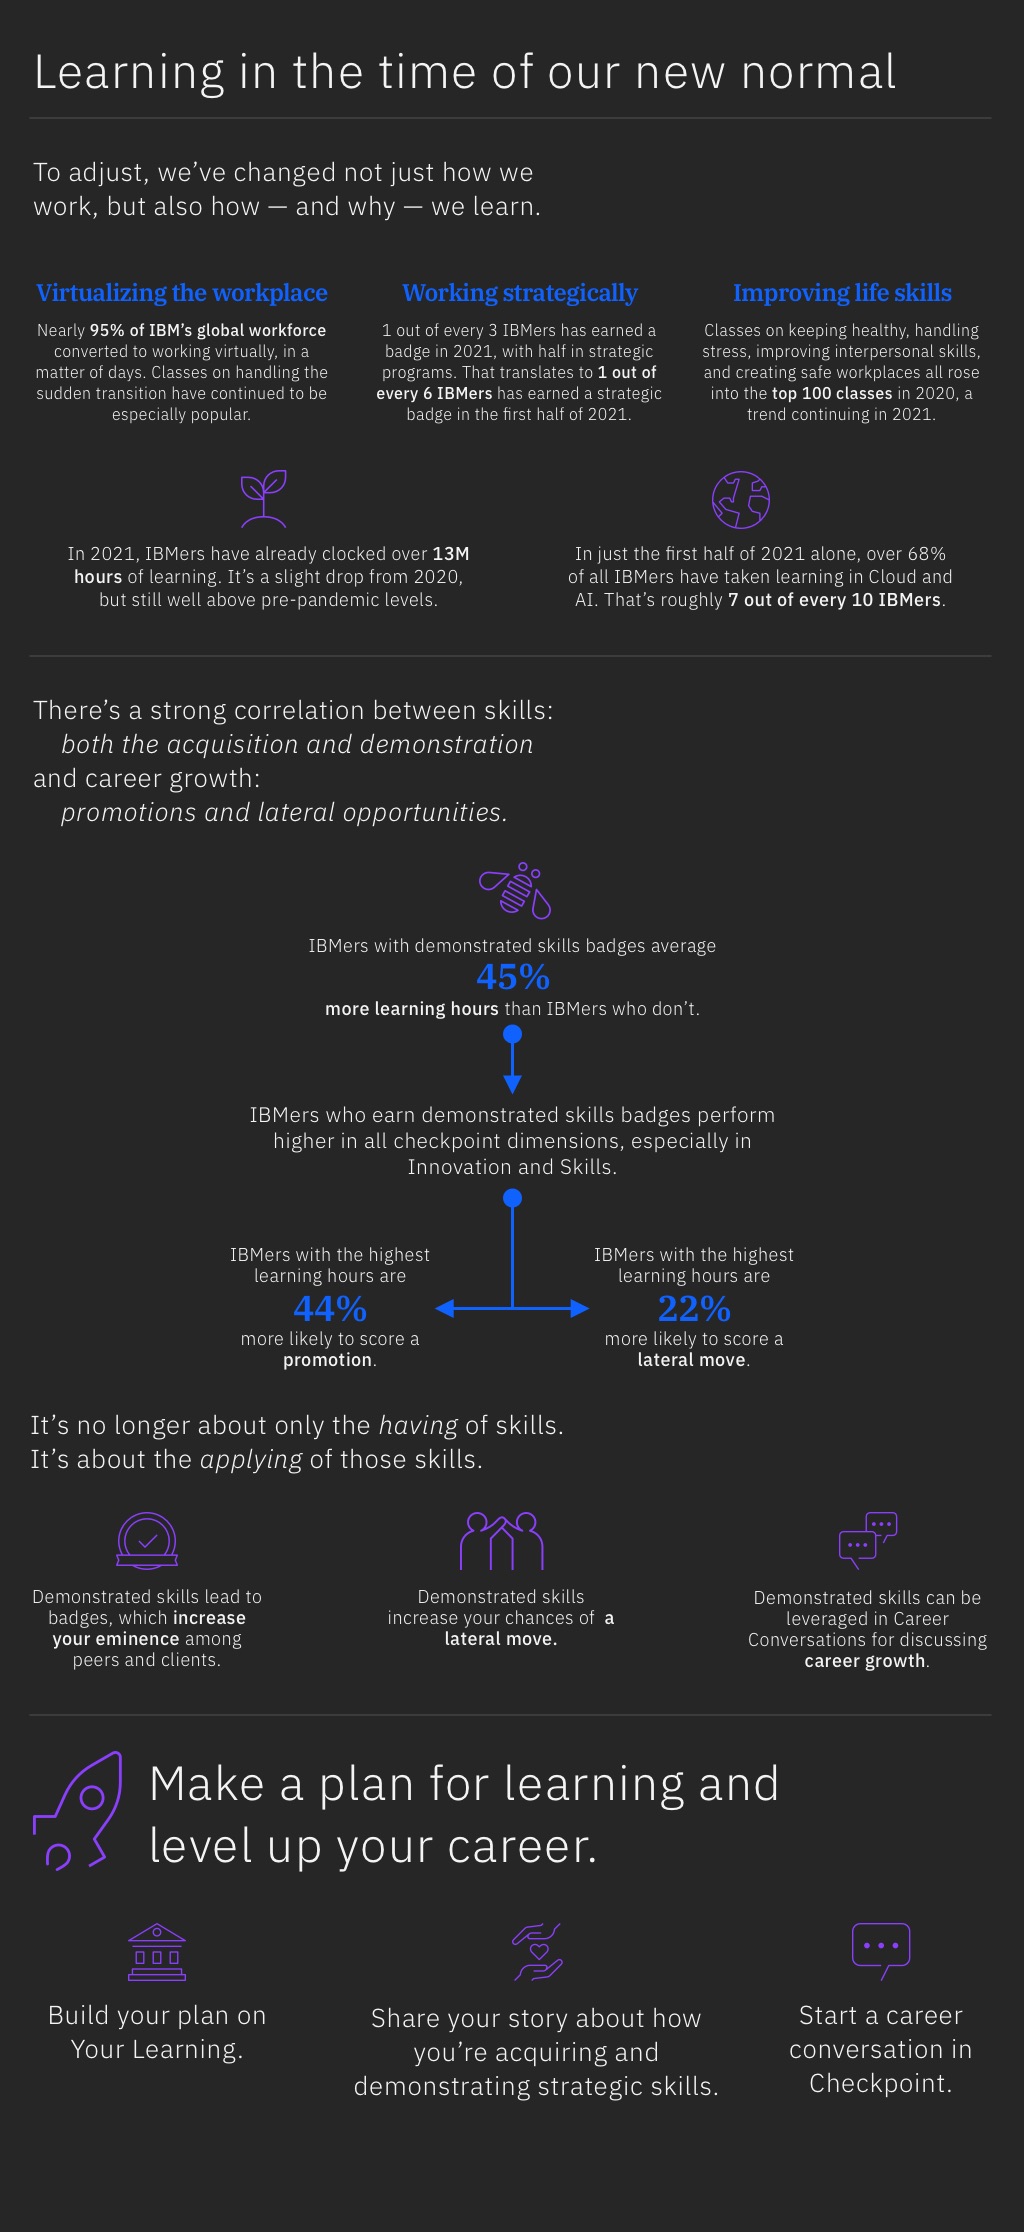 Learning in the time of our new normal
To adjust, we’ve changed not just how we
work, but also how — and why — we learn.
Virtualizing the workplace
Nearly 95% of IBM’s global workforce
converted to working virtually, in a
matter of days. Classes on handling the
sudden transition have continued to be
especially popular.
Working strategically
1 out of every 3 IBMers has earned a
badge in 2021, with half in strategic
programs. That translates to 1 out of
every 6 IBMers has earned a strategic
badge in the first half of 2021.
Improving life skills
Classes on keeping healthy, handling
stress, improving interpersonal skills,
and creating safe workplaces all rose
into the top 100 classes in 2020, a
trend continuing in 2021.
In 2021, IBMers have already clocked over 13M
hours of learning. It’s a slight drop from 2020,
but still well above pre-pandemic levels.
In just the first half of 2021 alone, over 68%
of all IBMers have taken learning in Cloud and
AI. That’s roughly 7 out of every 10 IBMers.
There’s a strong correlation between skills:
both the acquisition and demonstration
and career growth:
promotions and lateral opportunities.
IBMers with demonstrated skills badges average
45%
more learning hours than IBMers who don’t.
IBMers who earn demonstrated skills badges perform
higher in all checkpoint dimensions, especially in
Innovation and Skills.
IBMers with the highest
learning hours are
44%
more likely to score a
promotion.
IBMers with the highest
learning hours are
22%
more likely to score a
lateral move.
It’s no longer about only the having of skills.
It’s about the applying of those skills.
Demonstrated skills lead to
badges, which increase
your eminence among
peers and clients.
Demonstrated skills
increase your chances of a
lateral move.
Demonstrated skills can be
leveraged in Career
Conversations for discussing
career growth.
Make a plan for learning and
level up your career.
Build your plan on
Your Learning.
Share your story about how
you’re acquiring and
demonstrating strategic skills.
Start a career
conversation in
Checkpoint.